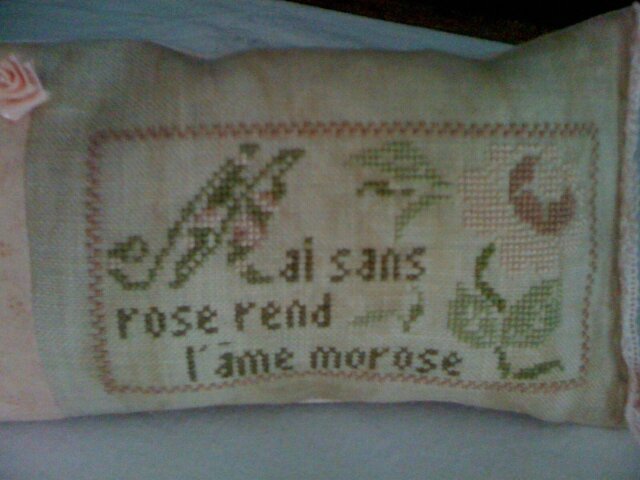 Mai sans
rose rend
l'âme morose